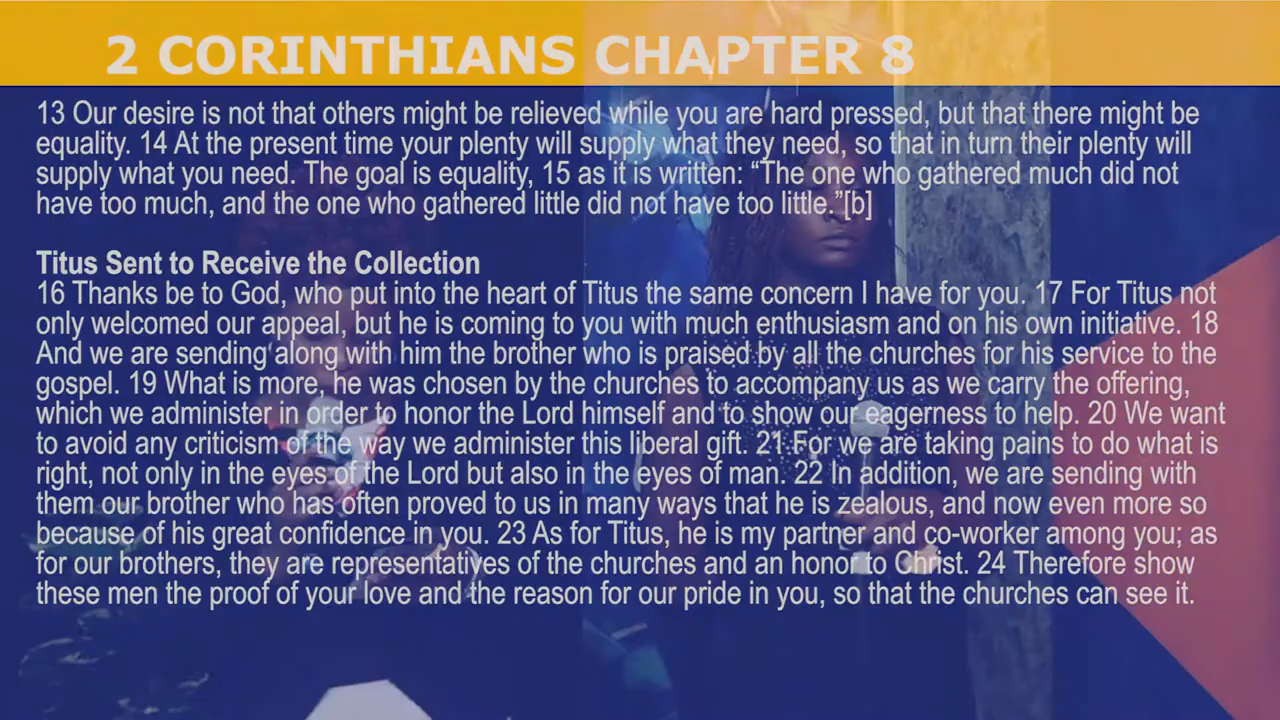 2 CORINTHIANS CHAPTER 8
13 Our desire is not that others might be relieved while you are hard pressed, but that there might be
equality. 14 At the present time your plenty will supply what they need, so that in turn their plenty will
supply what you need. The goal is equality, 15 as it is written: “The one who gathered much did not
have too much, and the one who gathered little did not have too little.”[b]
Titus Sent to Receive the Collection
16 Thanks be to God, who put into the heart of Titus the same concern I have for you. 17 For Titus not
only welcomed our appeal, but he is coming to you with much enthusiasm and on his own initiative. 18
And we are sending along with him the brother who is praised by all the churches for his service to the
gospel. 19 What is more, he was chosen by the churches to accompany us as we carry the offering,
which we administer in order to honor the Lord himself and to show our eagerness to help. 20 We want
to avoid any criticism of the way we administer this liberal gift. 21 For we are taking pains to do what is
right, not only in the eyes of the Lord but also in the eyes of man. 22 In addition, we are sending with
them our brother who has often proved to us in many ways that he is zealous, and now even more so
because of his great confidence in you. 23 As for Titus, he is my partner and co-worker among you; as
for our brothers, they are representatives of the churches and an honor to Christ. 24 Therefore show
these men the proof of your love and the reason for our pride in you, so that the churches can see it.